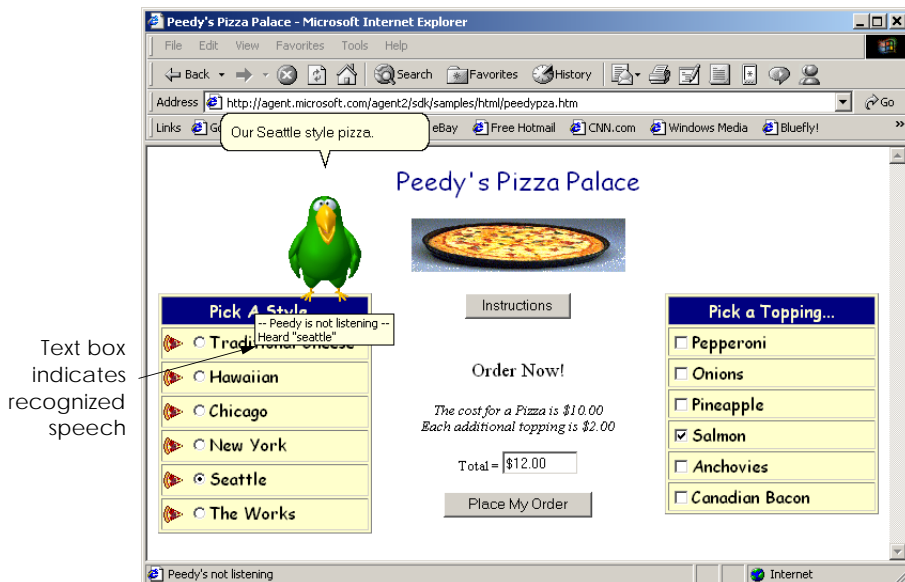 Peedy's Pizza Palace - Microsoft Internet Explorer
File Edit View Favorites Tools Help
Back Search Favorites History
Address http://agent.microsoft.com/agent2/sdk/samples/html/peedypza.htm Go
Links eBay Free Hotmail CNN.com Windows Media Bluefly! »
Our Seattle style pizza.
Peedy's Pizza Palace
Pick A Style...
-- Peedy is not listening --
Heard "seattle"
Traditional Cheese
Hawaiian
Chicago
New York
Seattle
The Works
Instructions
Order Now!
The cost for a Pizza is $10.00
Each additional topping is $2.00
Total = $12.00
Place My Order
Pick a Topping...
Pepperoni
Onions
Pineapple
Salmon
Anchovies
Canadian Bacon
Text box
indicates
recognized
speech
Peedy's not listening
Internet